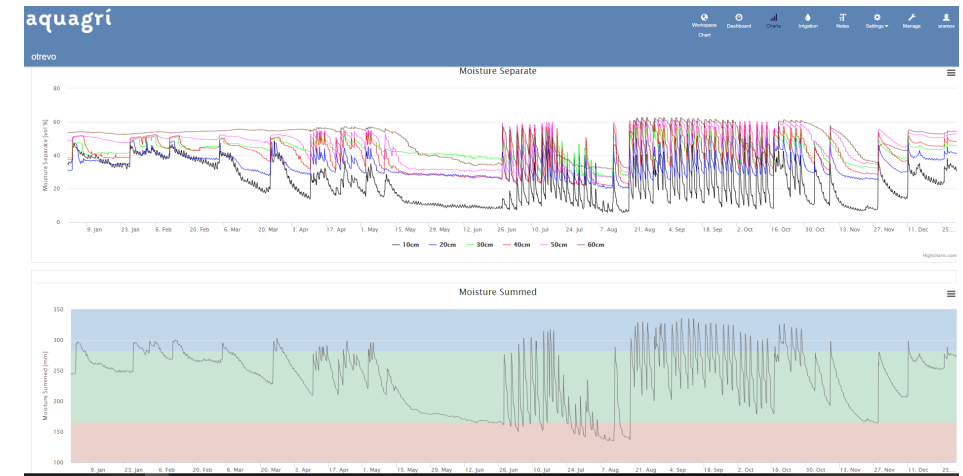 aquagrí
Workspace Chart
Dashboard
Charts
Irrigation
Notes
Settings
Manage
aramos
otrevo
Moisture Separate
Moisture Separate [vol %]
80
60
40
20
0
9. Jan 23. Jan 6. Feb 20. Feb 6. Mar 20. Mar 3. Apr 17. Apr 1. May 15. May 29. May 12. Jun 26. Jun 10. Jul 24. Jul 7. Aug 21. Aug 4. Sep 18. Sep 2. Oct 16. Oct 30. Oct 13. Nov 27. Nov 11. Dec 25....
10cm 20cm 30cm 40cm 50cm 60cm
Highcharts.com
Moisture Summed
Moisture Summed [mm]
350
300
250
200
150
100
9. Jan 23. Jan 6. Feb 20. Feb 6. Mar 20. Mar 3. Apr 17. Apr 1. May 15. May 29. May 12. Jun 26. Jun 10. Jul 24. Jul 7. Aug 21. Aug 4. Sep 18. Sep 2. Oct 16. Oct 30. Oct 13. Nov 27. Nov 11. Dec 25....